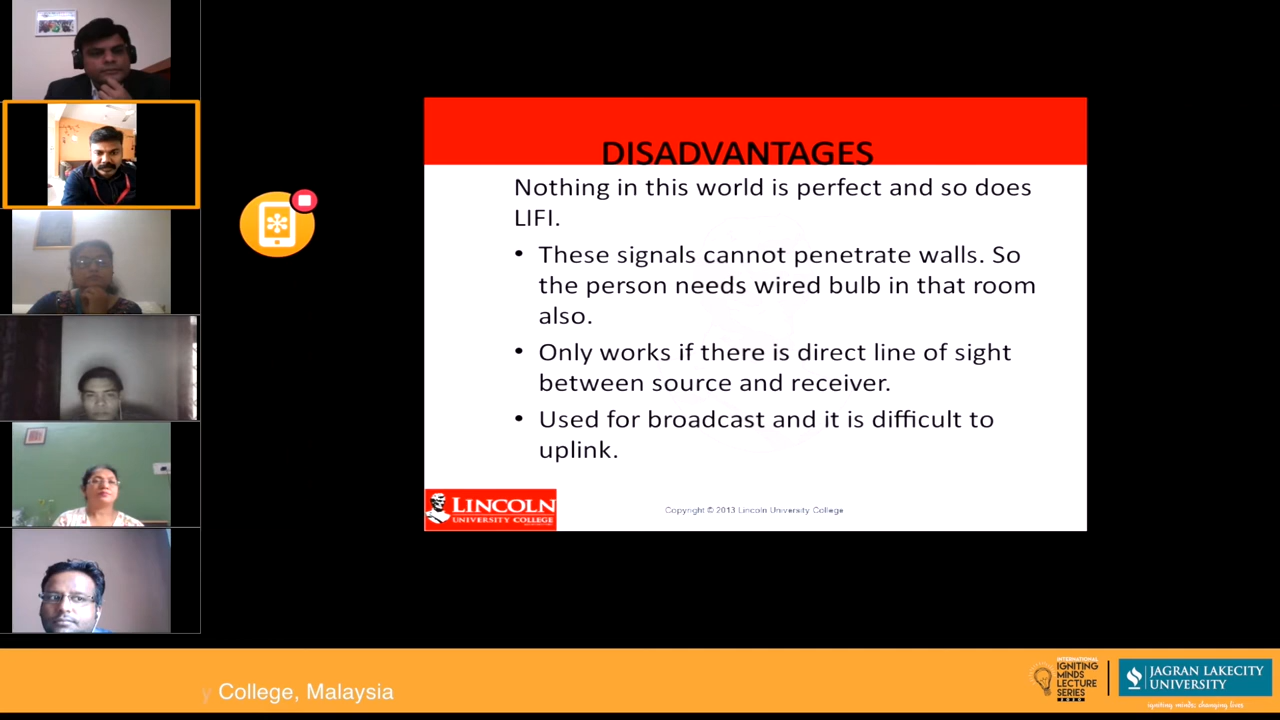 DISADVANTAGES
Nothing in this world is perfect and so does
LIFI.
• These signals cannot penetrate walls. So
the person needs wired bulb in that room
also.
• Only works if there is direct line of sight
between source and receiver.
• Used for broadcast and it is difficult to
uplink.
LINCOLN
UNIVERSITY COLLEGE
Copyright © 2013 Lincoln University College
y College, Malaysia
INTERNATIONAL
IGNITING
MINDS
LECTURE
SERIES
2020
JAGRAN LAKECITY
UNIVERSITY
igniting minds; changing lives